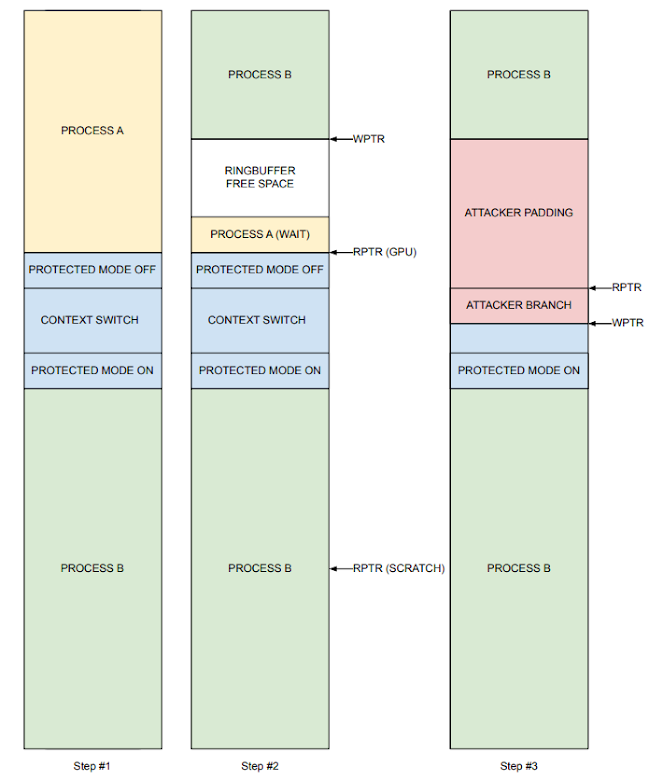 PROCESS A
PROTECTED MODE OFF
CONTEXT SWITCH
PROTECTED MODE ON
PROCESS B
Step #1
PROCESS B
WPTR
RINGBUFFER
FREE SPACE
PROCESS A (WAIT)
RPTR (GPU)
PROTECTED MODE OFF
CONTEXT SWITCH
PROTECTED MODE ON
PROCESS B
RPTR (SCRATCH)
Step #2
PROCESS B
ATTACKER PADDING
RPTR
ATTACKER BRANCH
WPTR
PROTECTED MODE ON
PROCESS B
Step #3